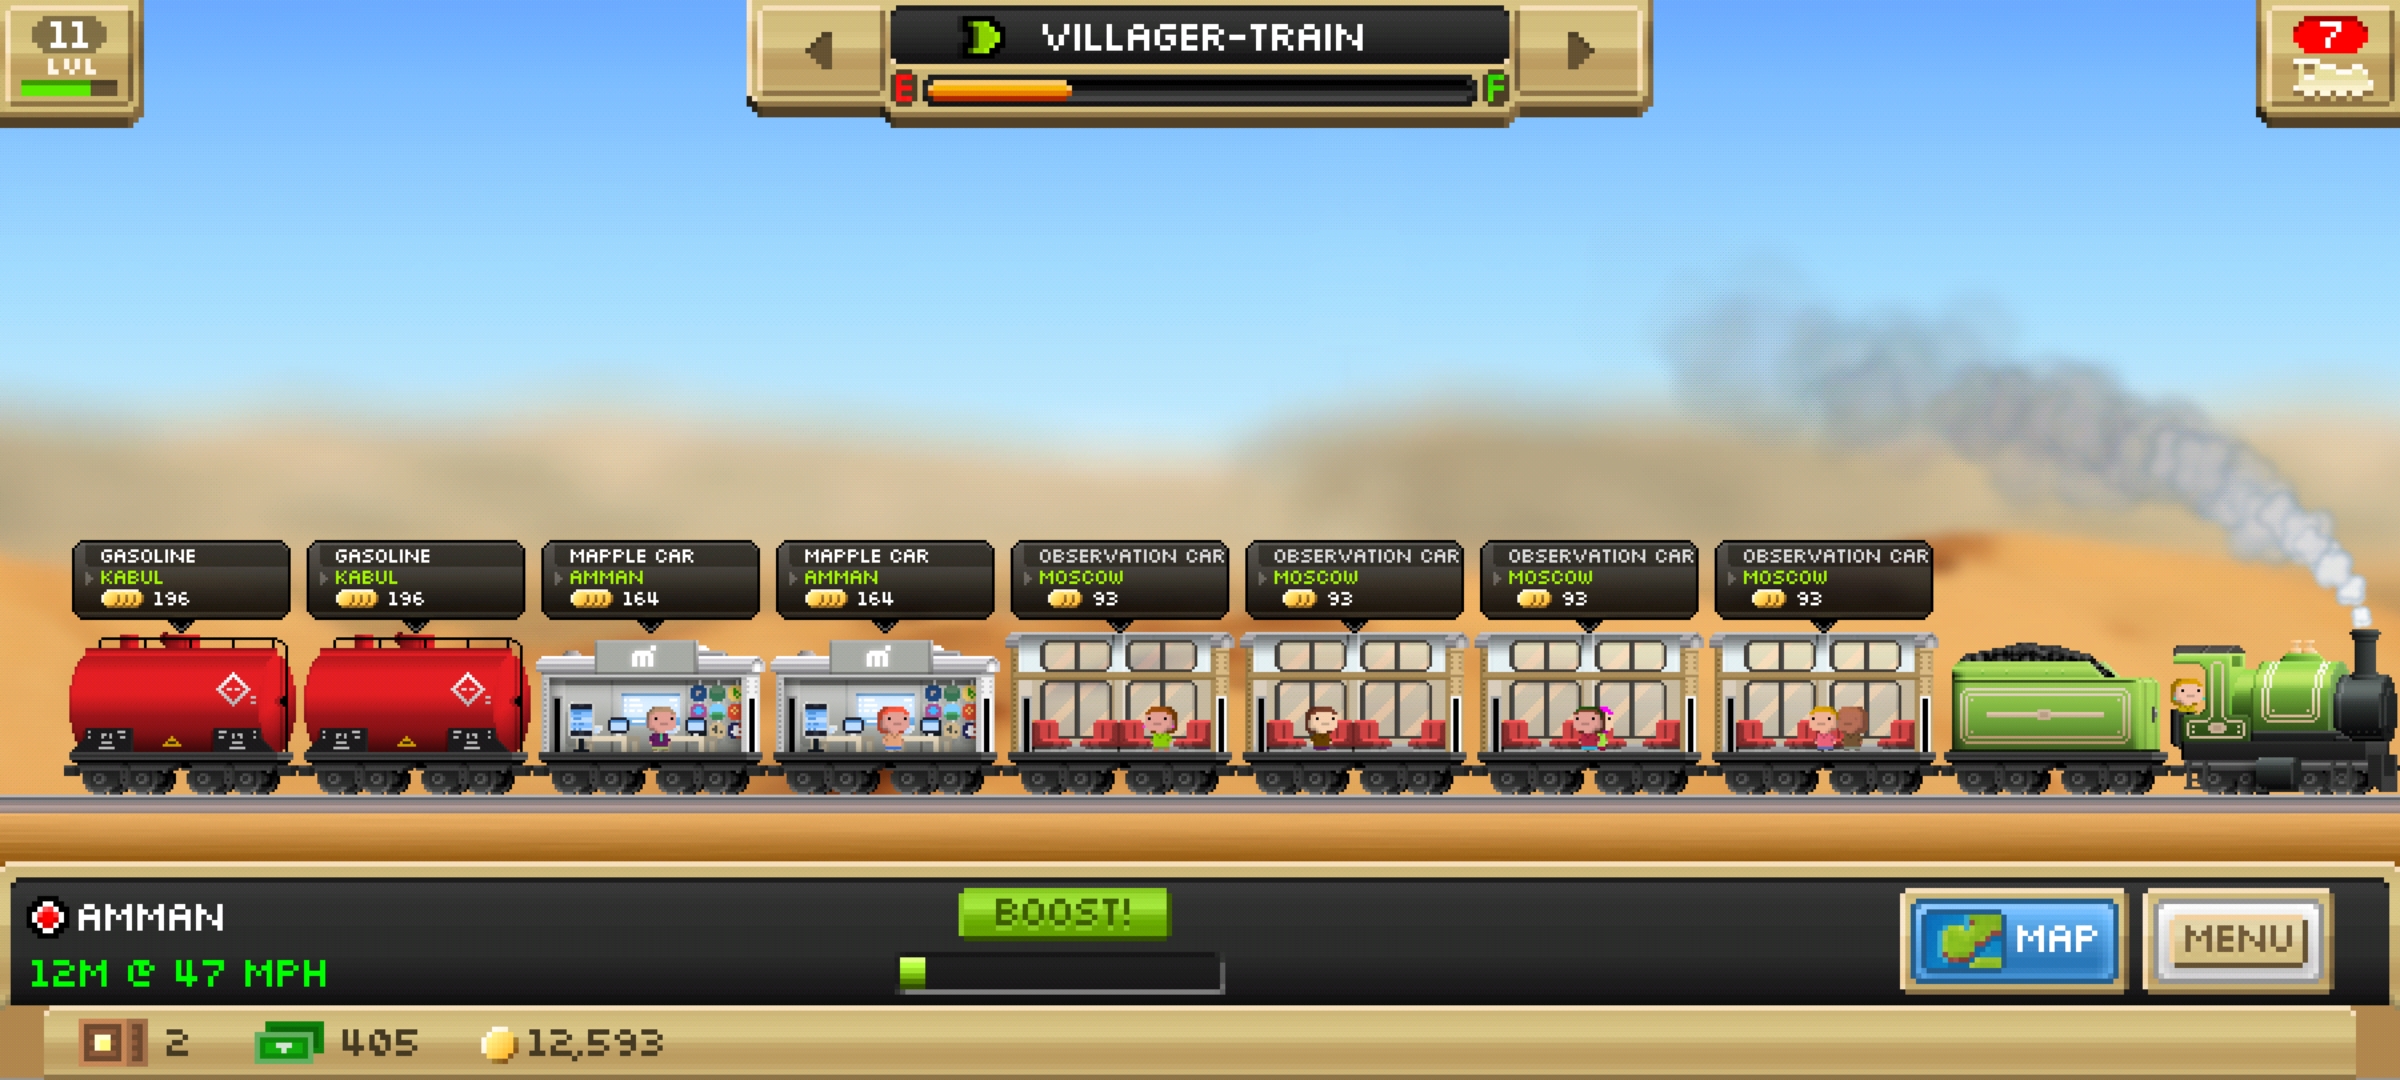 11
LVL
VILLAGER-TRAIN
E F
7
GASOLINE
KABUL
196
GASOLINE
KABUL
196
MAPPLE CAR
AMMAN
164
MAPPLE CAR
AMMAN
164
OBSERVATION CAR
MOSCOW
93
OBSERVATION CAR
MOSCOW
93
OBSERVATION CAR
MOSCOW
93
OBSERVATION CAR
MOSCOW
93
m
m
AMMAN
12M @ 47 MPH
BOOST!
MAP
MENU
2
405
12,593